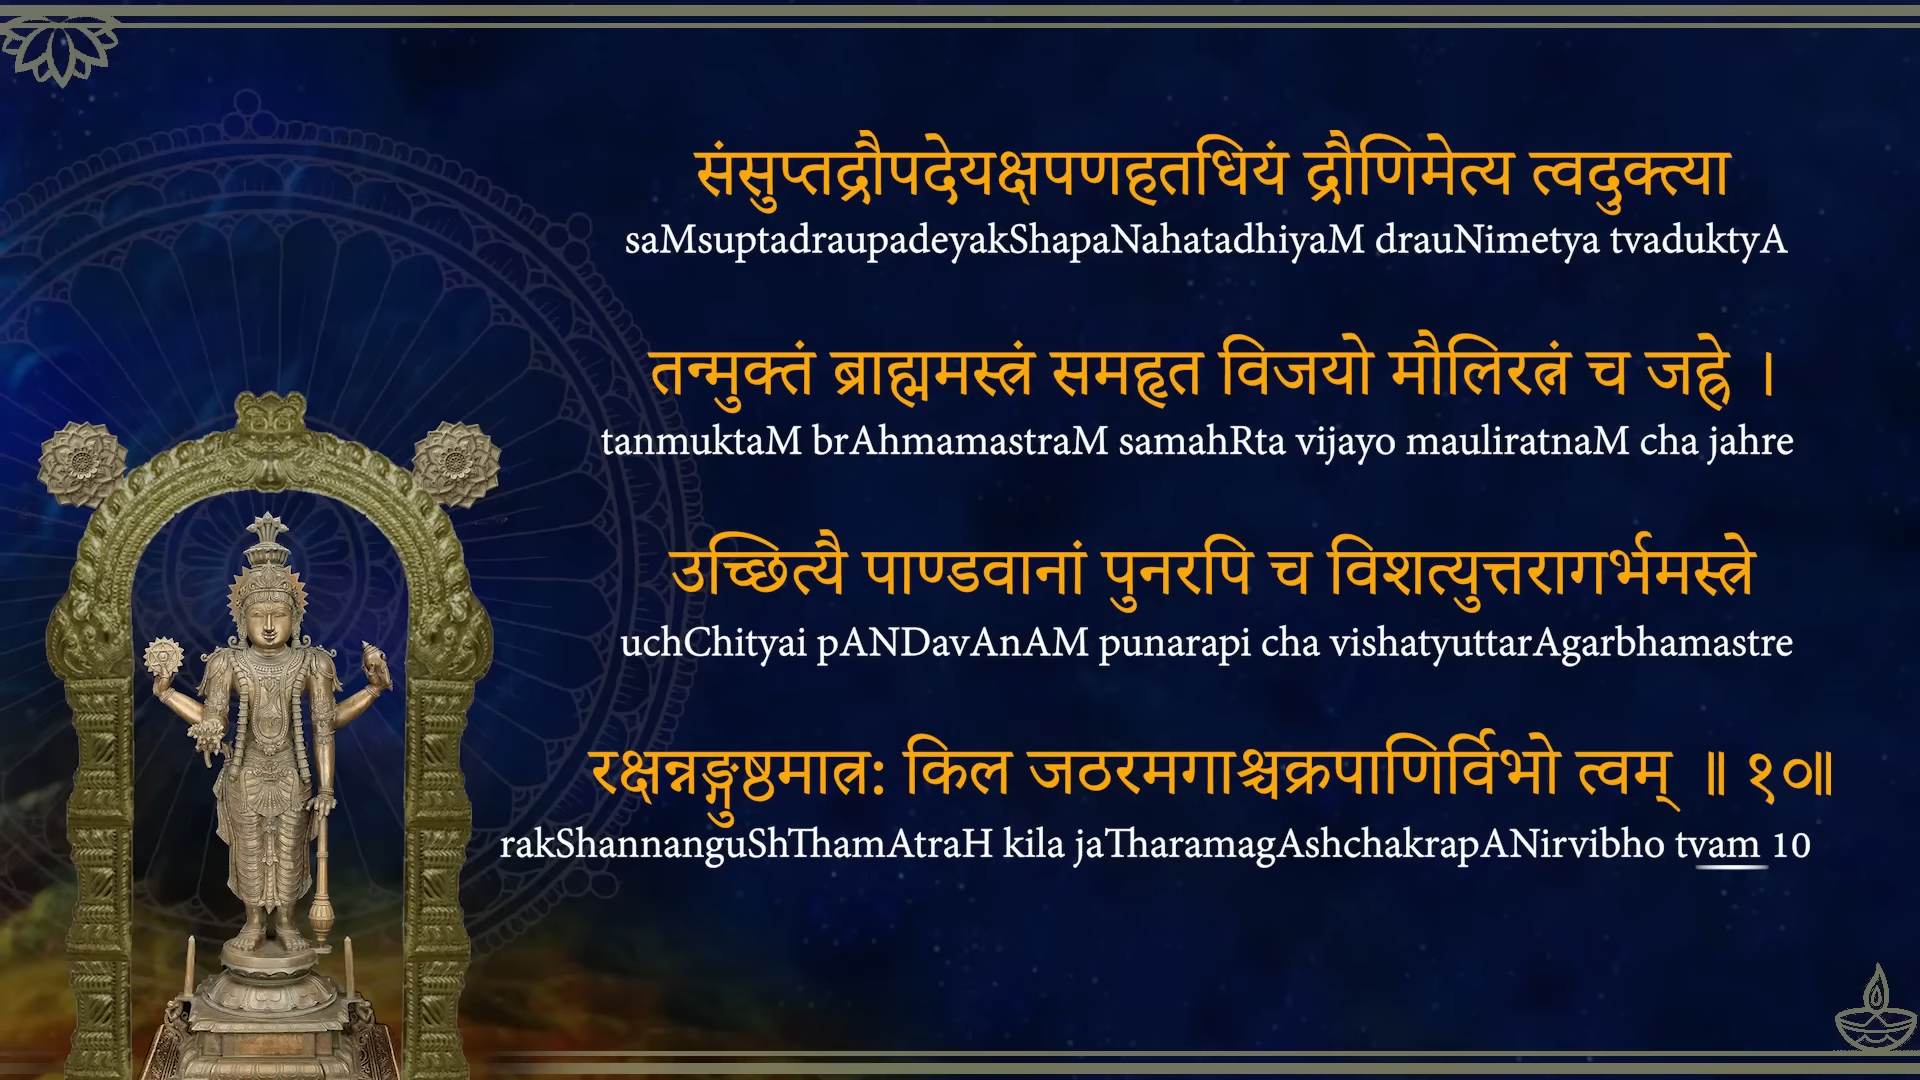 संसुप्तद्रौपदेयक्षपणहतधियं द्रौणिमेत्य त्वदुक्त्या
saMsuptadraupadeyakShapaNahatadhiyaM drauNimetya tvaduktyA
तन्मुक्तं ब्राह्ममस्त्रं समहृत विजयो मौलिरत्नं च जह्रे ।
tanmuktaM brAhmamastraM samahRta vijayo mauliratnaM cha jahre
उच्छित्यै पाण्डवानां पुनरपि च विशत्युत्तरागर्भमस्त्रे
uchChityai pANDavAnAM punarapi cha vishatyuttarAgarbhamastre
रक्षन्नङ्गुष्ठमात्र: किल जठरमगाश्चक्रपाणिर्विभो त्वम् ॥ १०॥
rakShannanguShThamAtraH kila jaTharamagAshchakrapANirvibho tvam 10